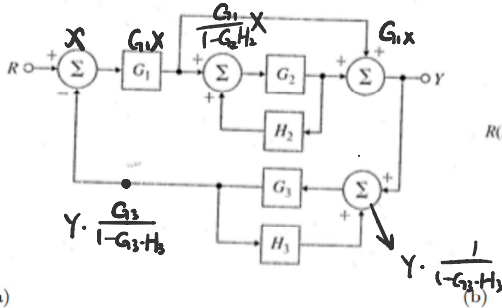 X
G₁X
G₁/(1-G₂H₂) X
G₁X
R
+
Σ
−
G₁
+
Σ
+
G₂
+
+
Σ
Y
H₂
R(
G₃
Σ
+
+
H₃
Y · G₃/(1-G₃·H₃)
Y · 1/(1-G₃·H₃)
)
(b)